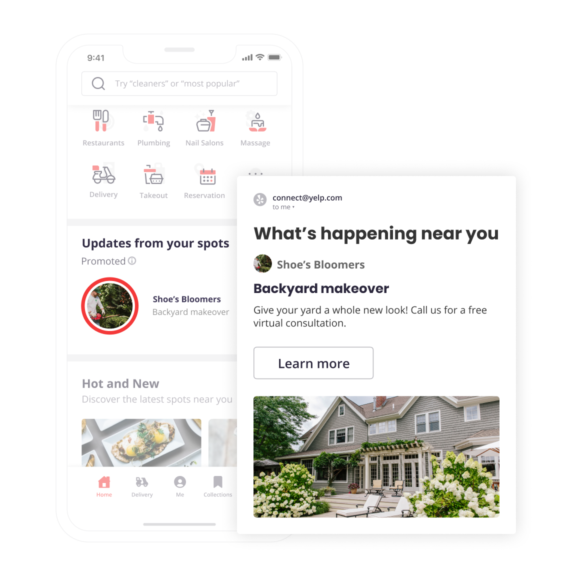 9:41
Try “cleaners” or “most popular”
Restaurants Plumbing Nail Salons Massage
Delivery Takeout Reservation
Updates from your spots
Promoted
Shoe’s Bloomers
Backyard makeover
Hot and New
Discover the latest spots near you
Home Delivery Me Collections
connect@yelp.com
to me •
What’s happening near you
Shoe’s Bloomers
Backyard makeover
Give your yard a whole new look! Call us for a free
virtual consultation.
Learn more